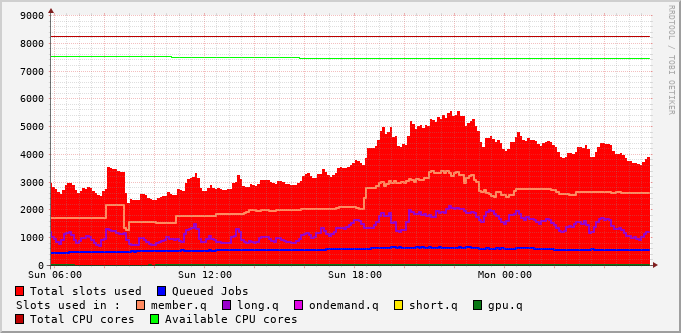 9000
8000
7000
6000
5000
4000
3000
2000
1000
0
Sun 06:00 Sun 12:00 Sun 18:00 Mon 00:00
Total slots used Queued Jobs
Slots used in : member.q long.q ondemand.q short.q gpu.q
Total CPU cores Available CPU cores
RRDTOOL / TOBI OETIKER